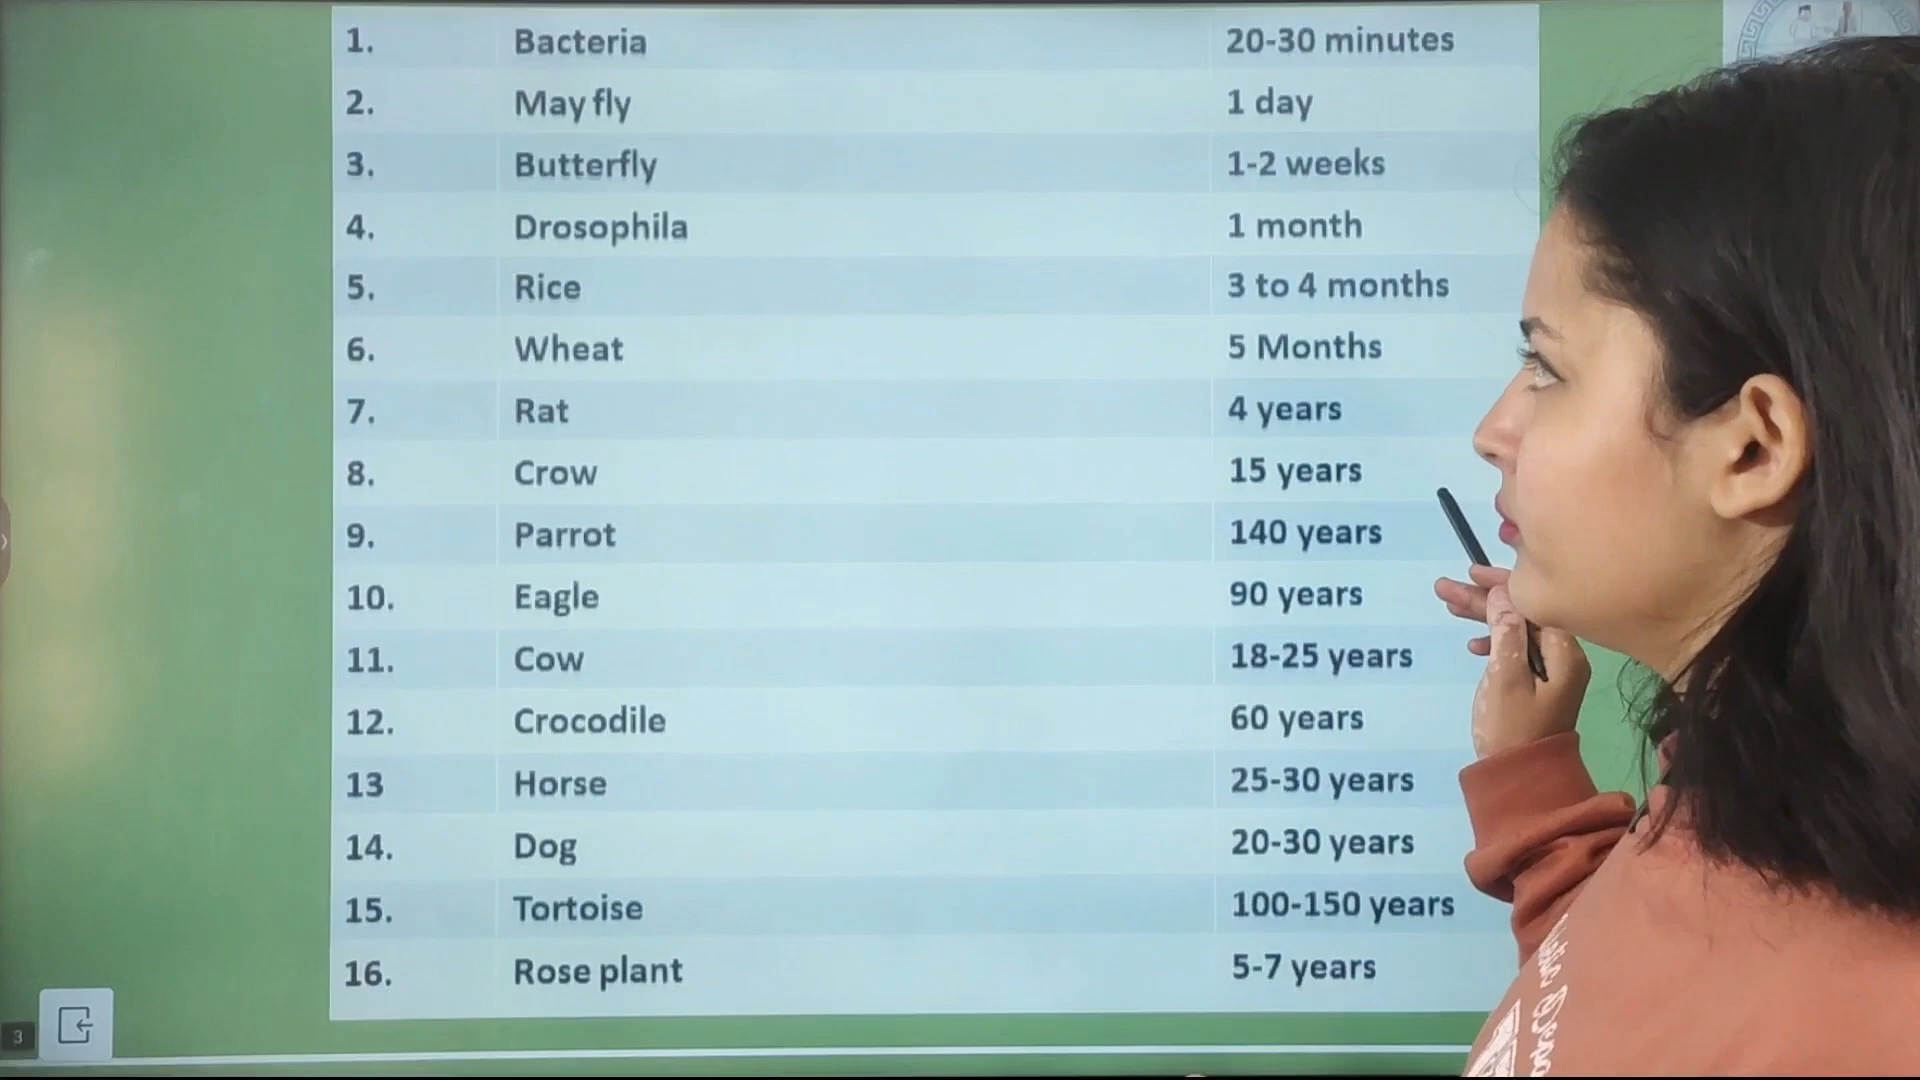 1. Bacteria 20-30 minutes
2. May fly 1 day
3. Butterfly 1-2 weeks
4. Drosophila 1 month
5. Rice 3 to 4 months
6. Wheat 5 Months
7. Rat 4 years
8. Crow 15 years
9. Parrot 140 years
10. Eagle 90 years
11. Cow 18-25 years
12. Crocodile 60 years
13 Horse 25-30 years
14. Dog 20-30 years
15. Tortoise 100-150 years
16. Rose plant 5-7 years
3